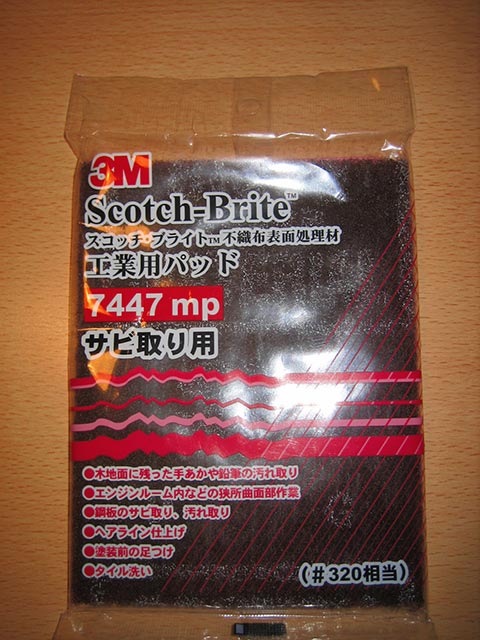 3M
Scotch-Brite™
スコッチ・ブライト™不織布表面処理材
工業用パッド
7447 mp
サビ取り用
●木地面に残った手あかや鉛筆の汚れ取り
●エンジンルーム内などの狭所曲面部作業
●鋼板のサビ取り、汚れ取り
●ヘアライン仕上げ
●塗装前の足つけ
●タイル洗い
(#320相当)